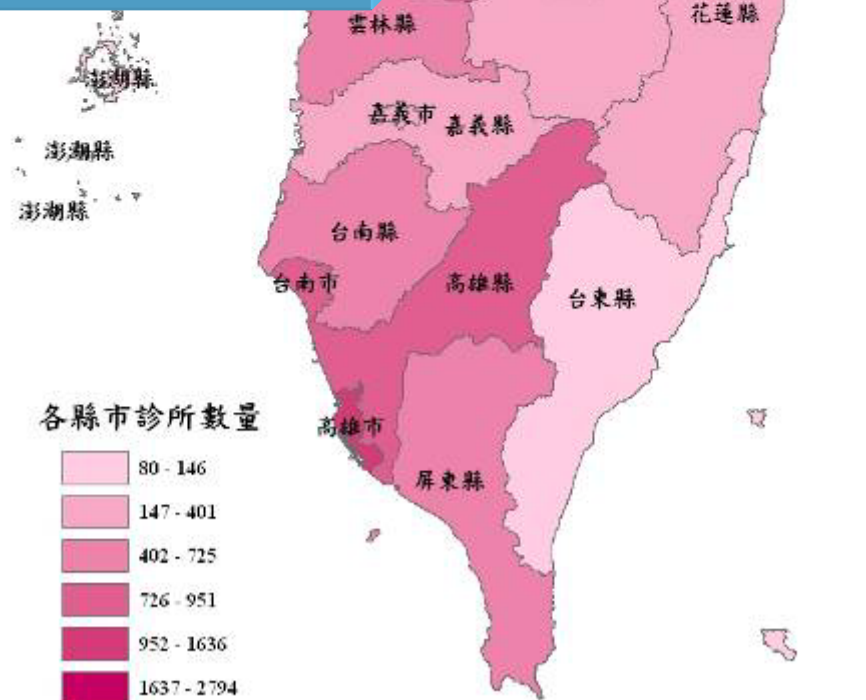 雲林縣
花蓮縣
澎湖縣
嘉義市
嘉義縣
澎湖縣
澎湖縣
台南縣
台南市
高雄縣
台東縣
高雄市
屏東縣
各縣市診所數量
80 - 146
147 - 401
402 - 725
726 - 951
952 - 1636
1637 - 2794